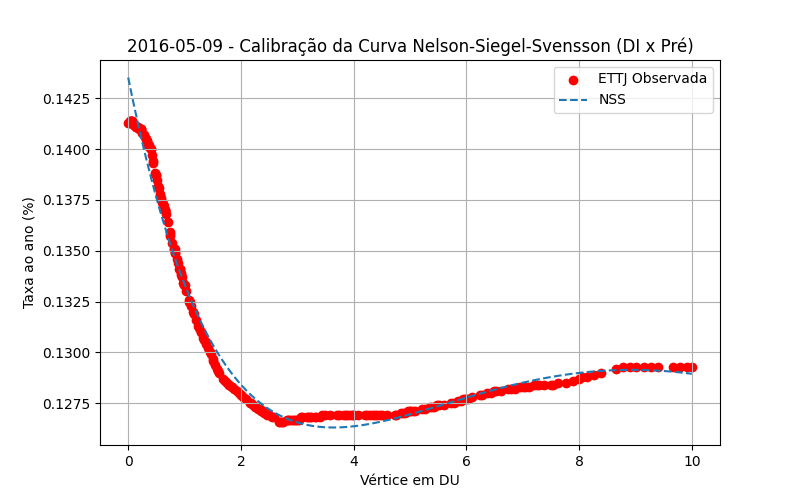 2016-05-09 - Calibração da Curva Nelson-Siegel-Svensson (DI x Pré)
ETTJ Observada
NSS
Taxa ao ano (%)
0.1425
0.1400
0.1375
0.1350
0.1325
0.1300
0.1275
0 2 4 6 8 10
Vértice em DU